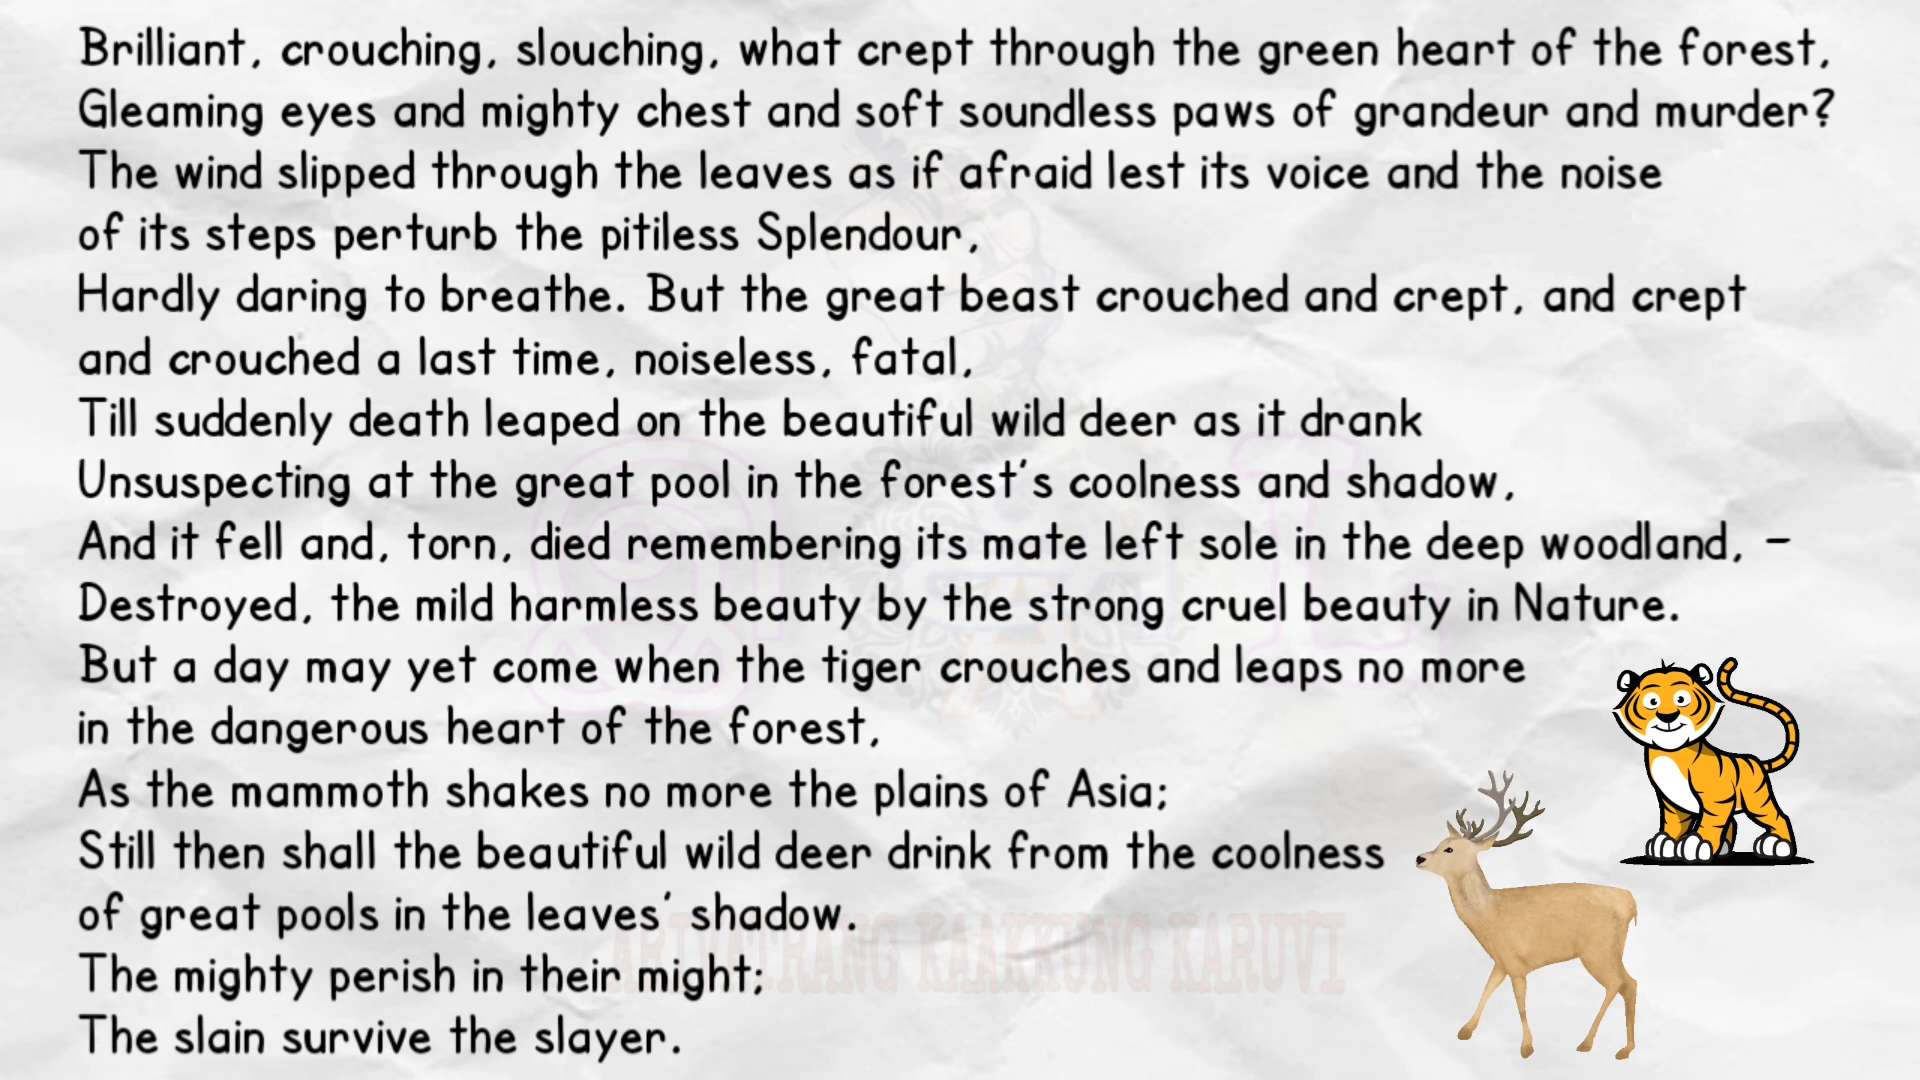 Brilliant, crouching, slouching, what crept through the green heart of the forest,
Gleaming eyes and mighty chest and soft soundless paws of grandeur and murder?
The wind slipped through the leaves as if afraid lest its voice and the noise
of its steps perturb the pitiless Splendour,
Hardly daring to breathe. But the great beast crouched and crept, and crept
and crouched a last time, noiseless, fatal,
Till suddenly death leaped on the beautiful wild deer as it drank
Unsuspecting at the great pool in the forest's coolness and shadow,
And it fell and, torn, died remembering its mate left sole in the deep woodland, -
Destroyed, the mild harmless beauty by the strong cruel beauty in Nature.
But a day may yet come when the tiger crouches and leaps no more
in the dangerous heart of the forest,
As the mammoth shakes no more the plains of Asia;
Still then shall the beautiful wild deer drink from the coolness
of great pools in the leaves' shadow.
ARIVETRANG KAAKKUNG KARUVI
The mighty perish in their might;
The slain survive the slayer.